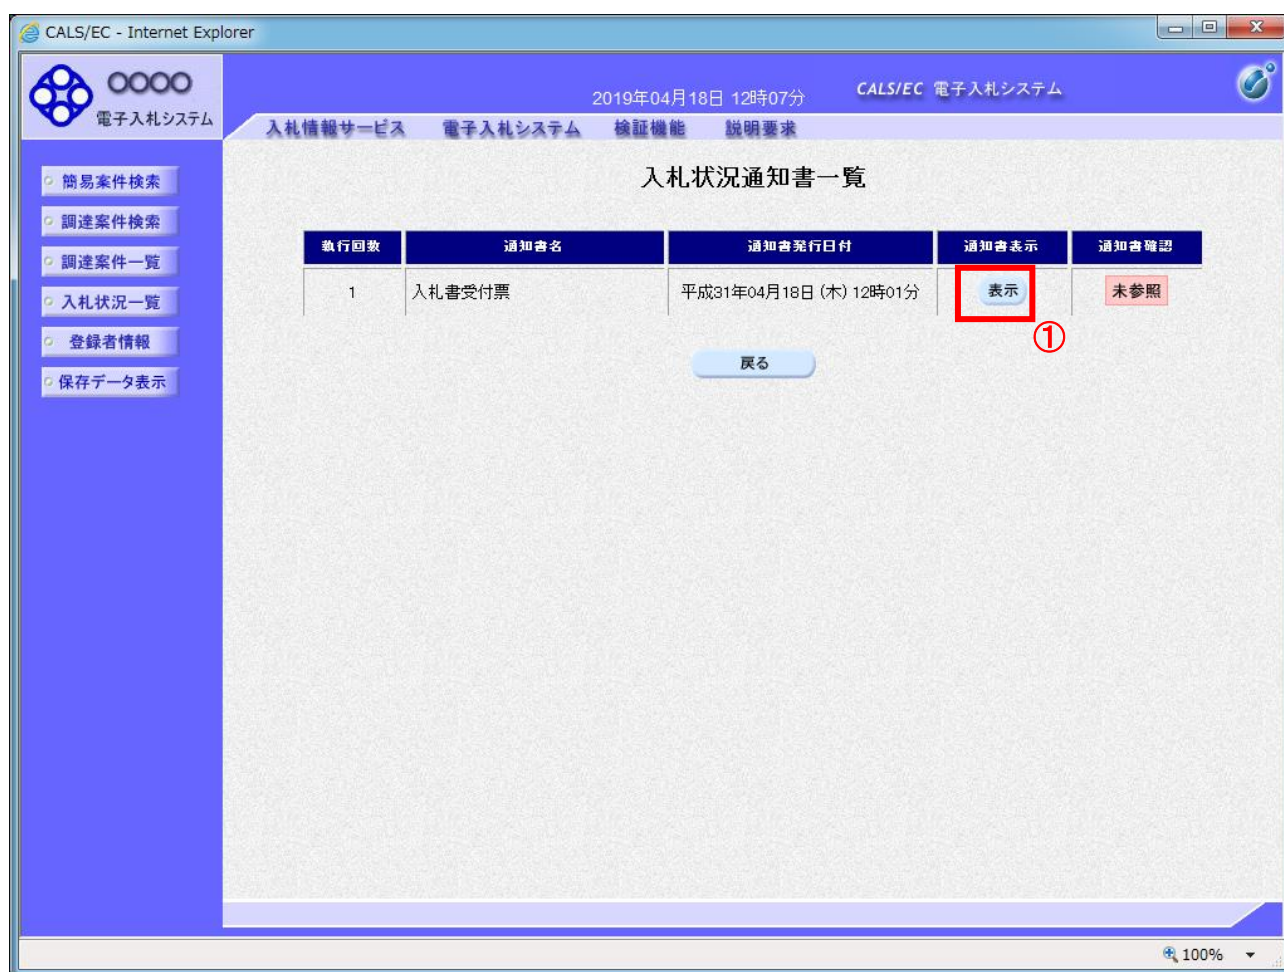 CALS/EC - Internet Explorer
〇〇〇〇
電子入札システム
2019年04月18日 12時07分
CALS/EC 電子入札システム
入札情報サービス 電子入札システム 検証機能 説明要求
簡易案件検索
調達案件検索
調達案件一覧
入札状況一覧
登録者情報
保存データ表示
入札状況通知書一覧
執行回数 通知書名 通知書発行日付 通知書表示 通知書確認
1 入札書受付票 平成31年04月18日 (木) 12時01分 表示 未参照
①
戻る
100%